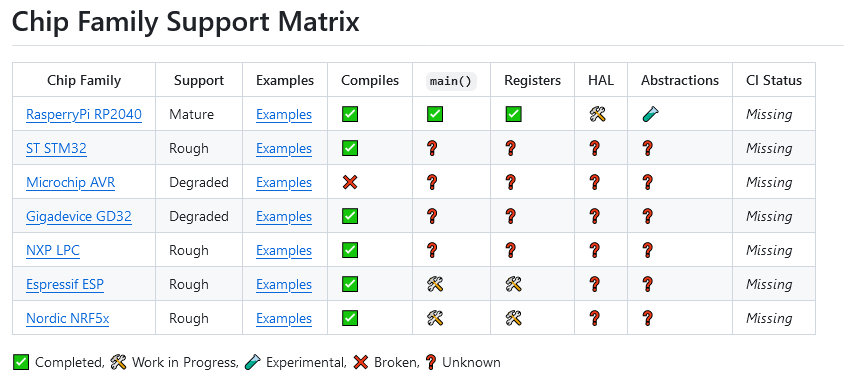 Chip Family Support Matrix
Chip Family Support Examples Compiles main() Registers HAL Abstractions CI Status
RasperryPi RP2040 Mature Examples ✅ ✅ ✅ 🛠 🧪 Missing
ST STM32 Rough Examples ✅ ❓ ❓ ❓ ❓ Missing
Microchip AVR Degraded Examples ❌ ❓ ❓ ❓ ❓ Missing
Gigadevice GD32 Degraded Examples ✅ ❓ ❓ ❓ ❓ Missing
NXP LPC Rough Examples ✅ ❓ ❓ ❓ ❓ Missing
Espressif ESP Rough Examples ✅ 🛠 🛠 ❓ ❓ Missing
Nordic NRF5x Rough Examples ✅ 🛠 🛠 ❓ ❓ Missing
✅ Completed, 🛠 Work in Progress, 🧪 Experimental, ❌ Broken, ❓ Unknown